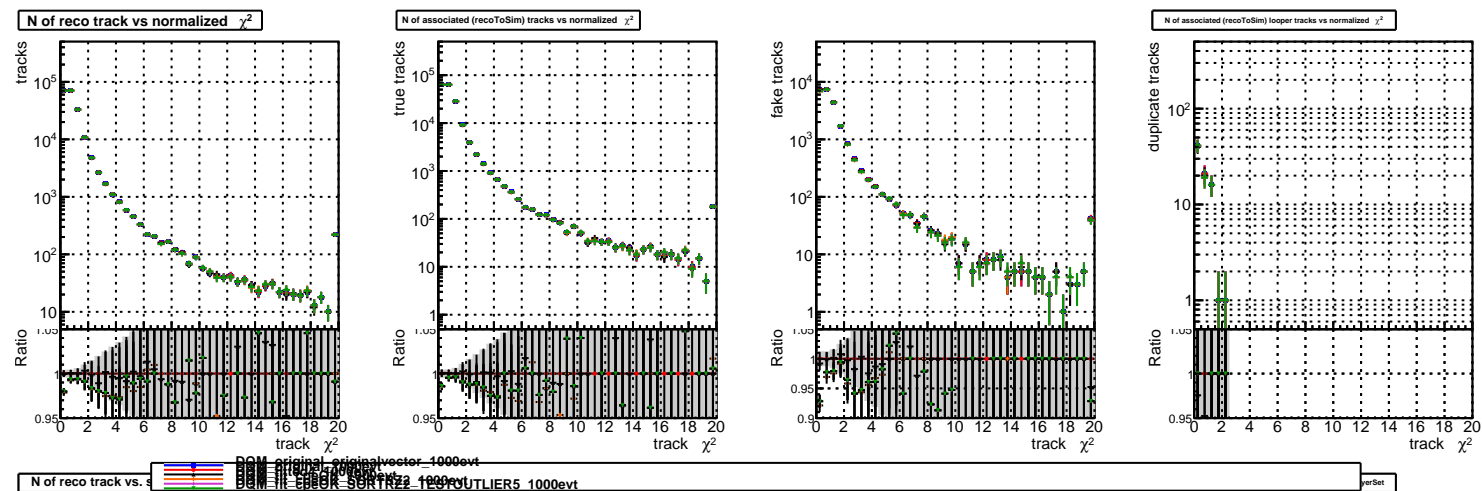 N of reco track vs normalized χ²
N of associated (recoToSim) tracks vs normalized χ²
N of associated (recoToSim) looper tracks vs normalized χ²
tracks
10⁵
10⁴
10³
10²
10
Ratio
1.05
1
0.95
0 2 4 6 8 10 12 14 16 18 20
track χ²
true tracks
10⁵
10⁴
10³
10²
10
1
Ratio
1.05
1
0.95
0 2 4 6 8 10 12 14 16 18 20
track χ²
fake tracks
10⁴
10³
10²
10
1
Ratio
1
0.95
0.9
0 2 4 6 8 10 12 14 16 18 20
track χ²
duplicate tracks
10²
10
1
Ratio
1.05
1
0.95
0 2 4 6 8 10 12 14 16 18 20
track χ²
DQM_original_originalvector_1000evt
DQM_original_1000evt
DQM_fit_cpeOR_SORTRZ2_TESTOUTLIER5_1000evt
N of reco track vs. s
yerSet